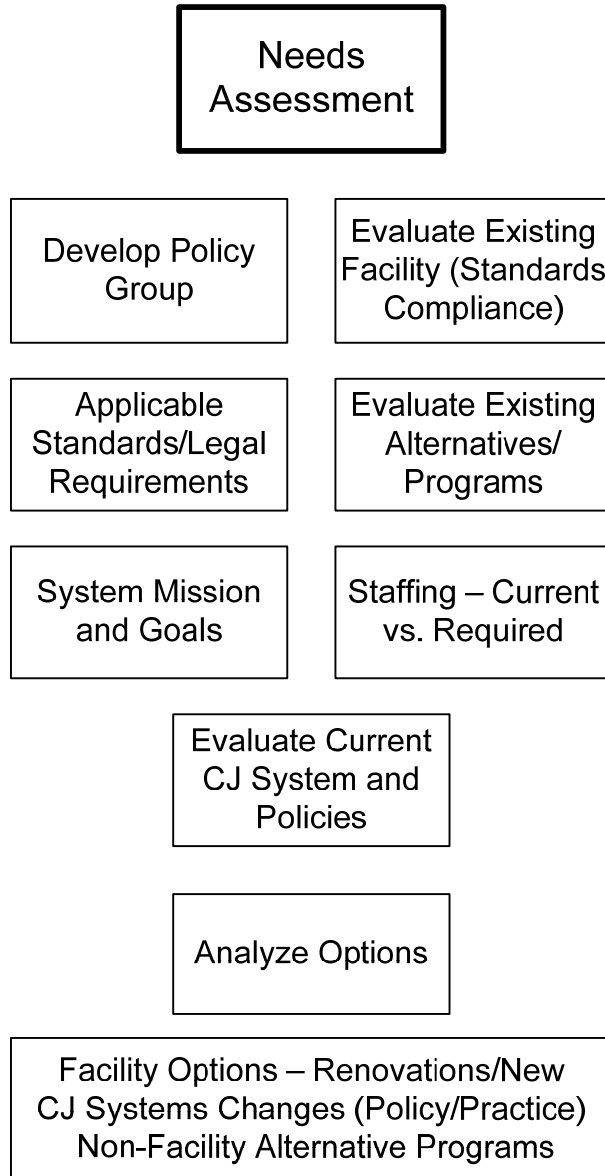 Needs
Assessment
Develop Policy
Group
Evaluate Existing
Facility (Standards
Compliance)
Applicable
Standards/Legal
Requirements
Evaluate Existing
Alternatives/
Programs
System Mission
and Goals
Staffing – Current
vs. Required
Evaluate Current
CJ System and
Policies
Analyze Options
Facility Options – Renovations/New
CJ Systems Changes (Policy/Practice)
Non-Facility Alternative Programs